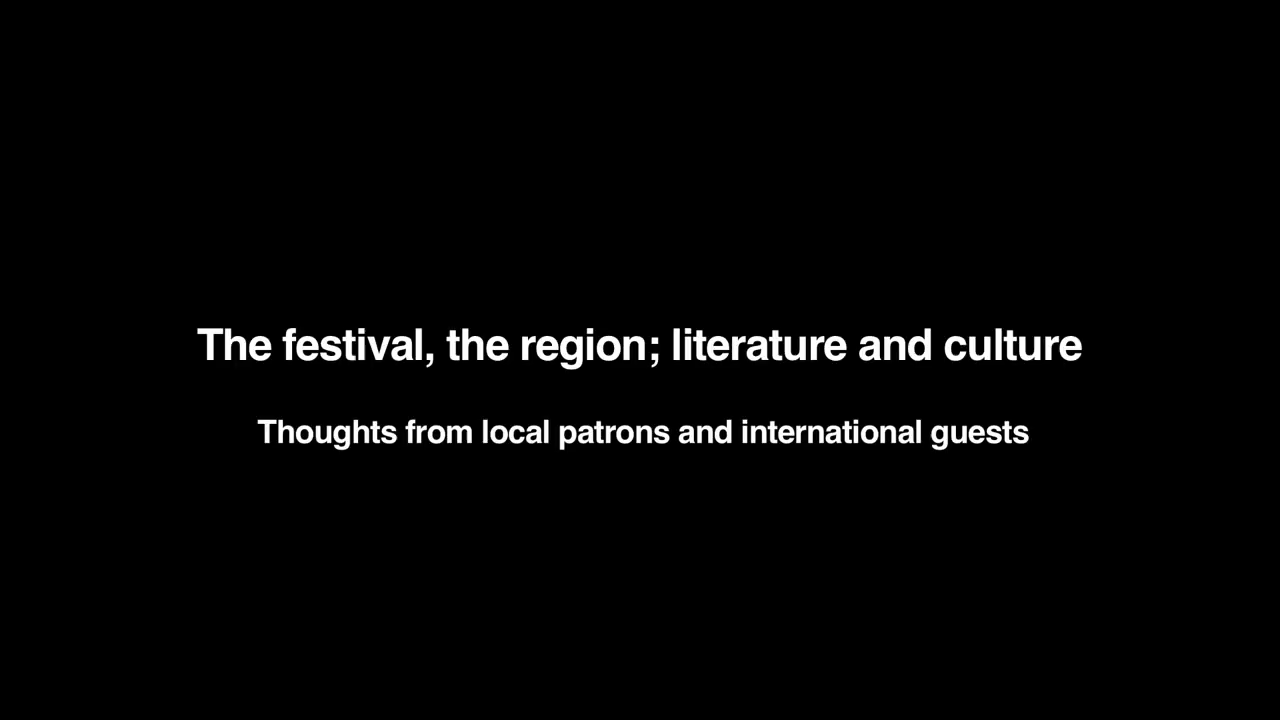 The festival, the region; literature and culture
Thoughts from local patrons and international guests